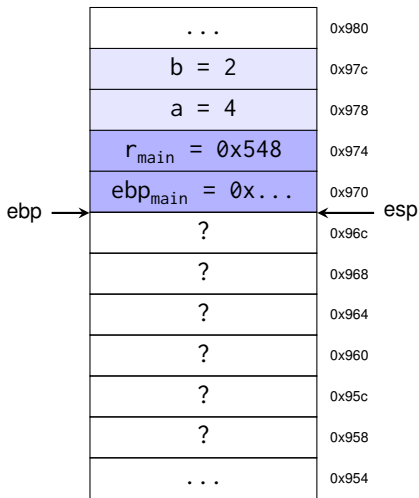 ... 0x980
b = 2 0x97c
a = 4 0x978
r_main = 0x548 0x974
ebp_main = 0x... 0x970
ebp esp
? 0x96c
? 0x968
? 0x964
? 0x960
? 0x95c
? 0x958
... 0x954